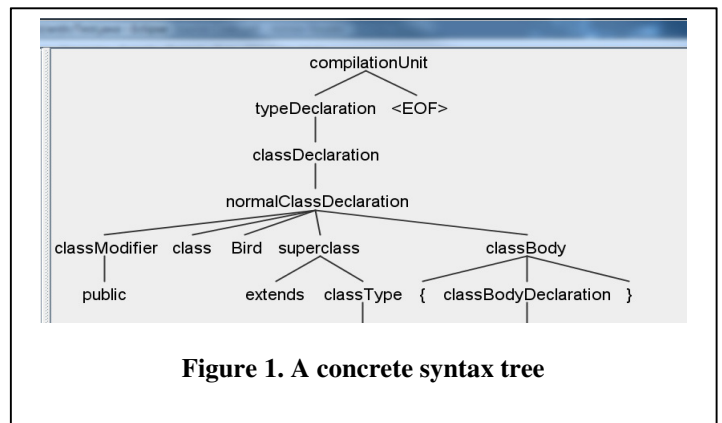 compilationUnit
typeDeclaration <EOF>
classDeclaration
normalClassDeclaration
classModifier class Bird superclass classBody
public extends classType { classBodyDeclaration }
Figure 1. A concrete syntax tree